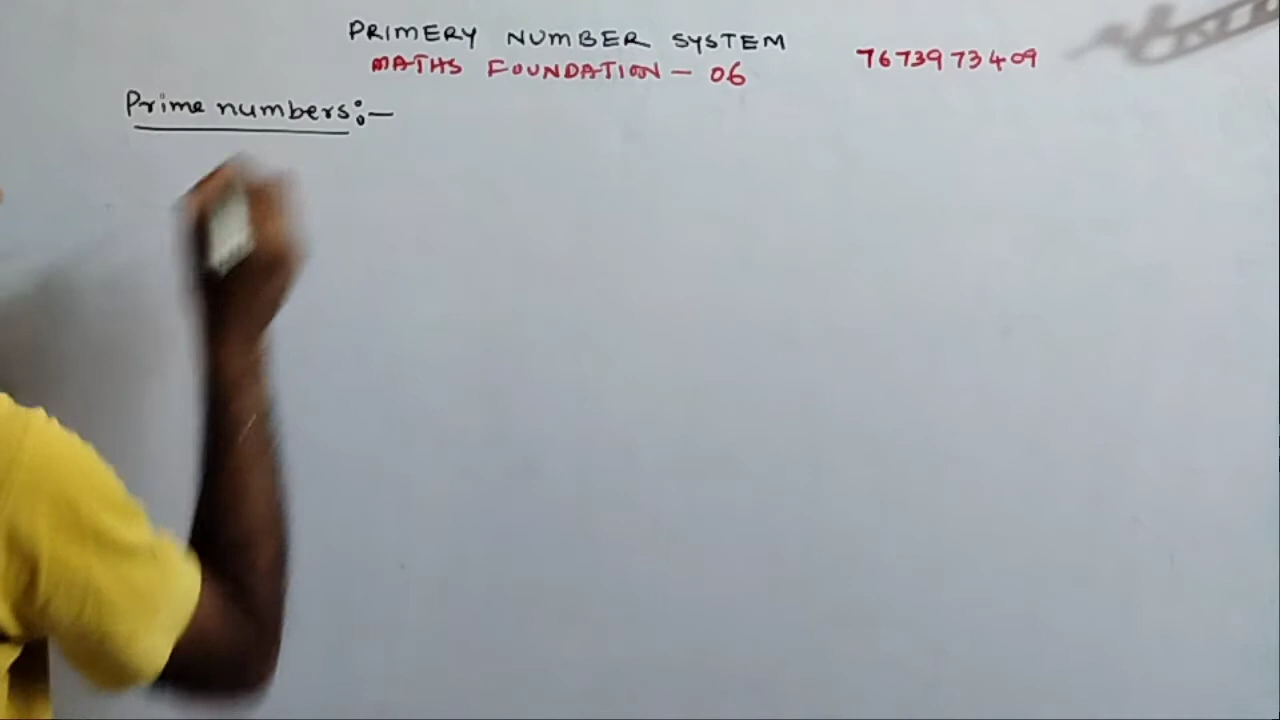 PRIMERY NUMBER SYSTEM
MATHS FOUNDATION - 06
7673973409
Prime numbers:-